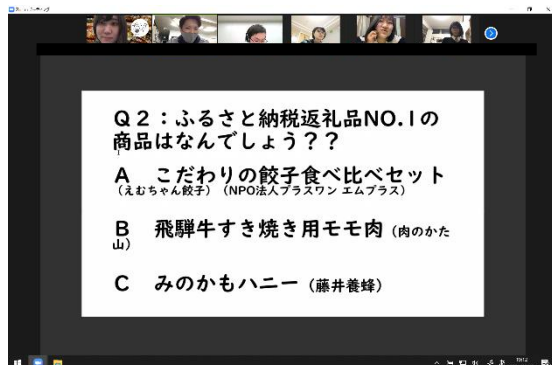 Q2：ふるさと納税返礼品NO.1の
商品はなんでしょう？？
A　こだわりの餃子食べ比べセット
（えむちゃん餃子）（NPO法人プラスワン エムプラス）
B　飛騨牛すき焼き用モモ肉（肉のかた
山）
C　みのかもハニー（藤井養蜂）